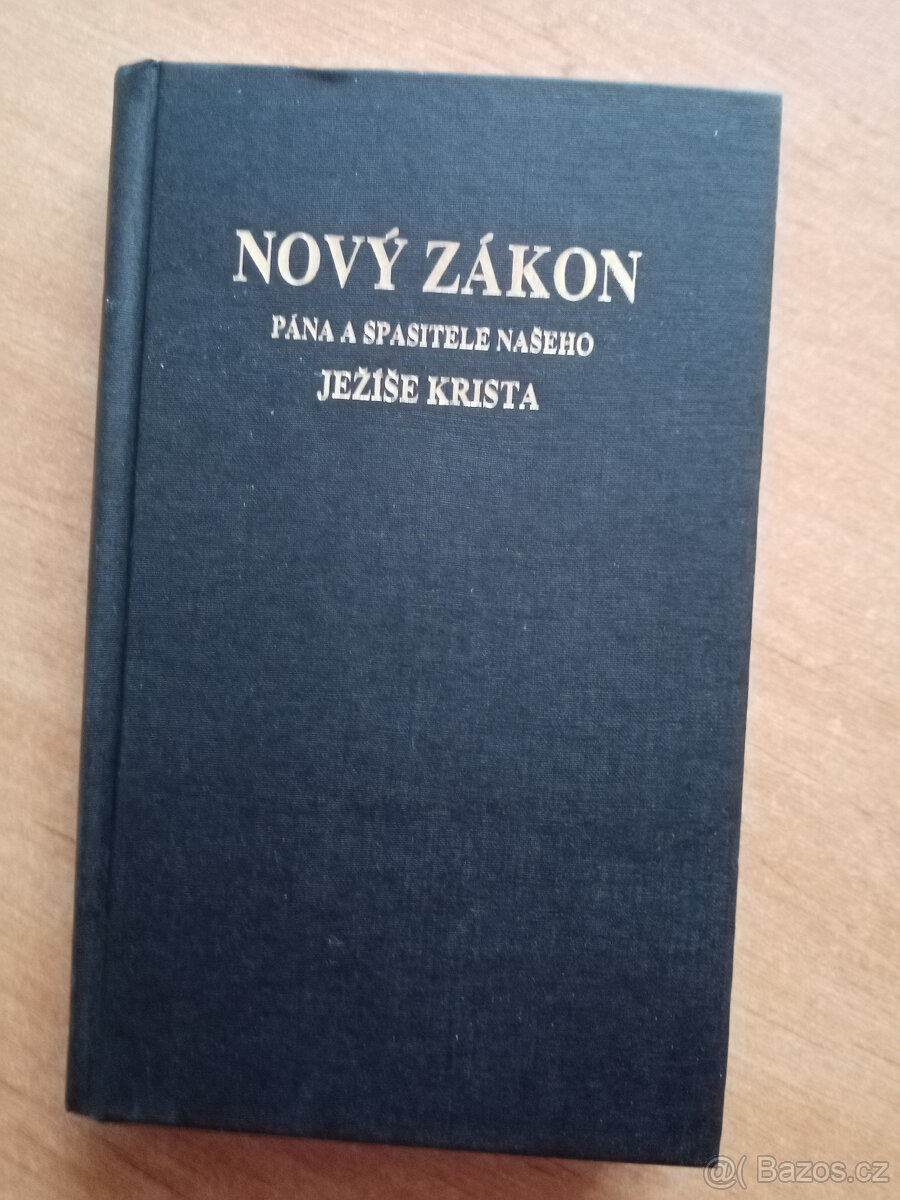 NOVÝ ZÁKON
PÁNA A SPASITELE NAŠEHO
JEŽÍŠE KRISTA
@( Bazos.cz